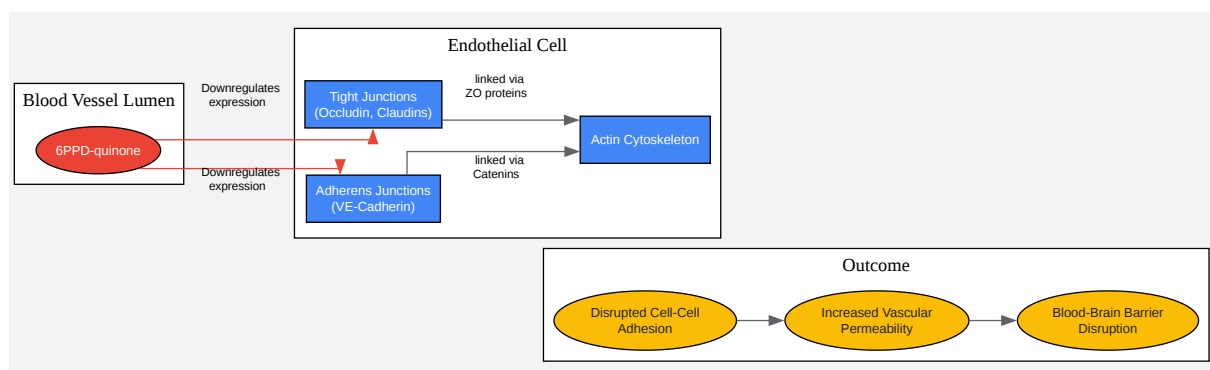 Blood Vessel Lumen
6PPD-quinone
Downregulates
expression
Downregulates
expression
Endothelial Cell
Tight Junctions
(Occludin, Claudins)
linked via
ZO proteins
Adherens Junctions
(VE-Cadherin)
linked via
Catenins
Actin Cytoskeleton
Outcome
Disrupted Cell-Cell
Adhesion
Increased Vascular
Permeability
Blood-Brain Barrier
Disruption